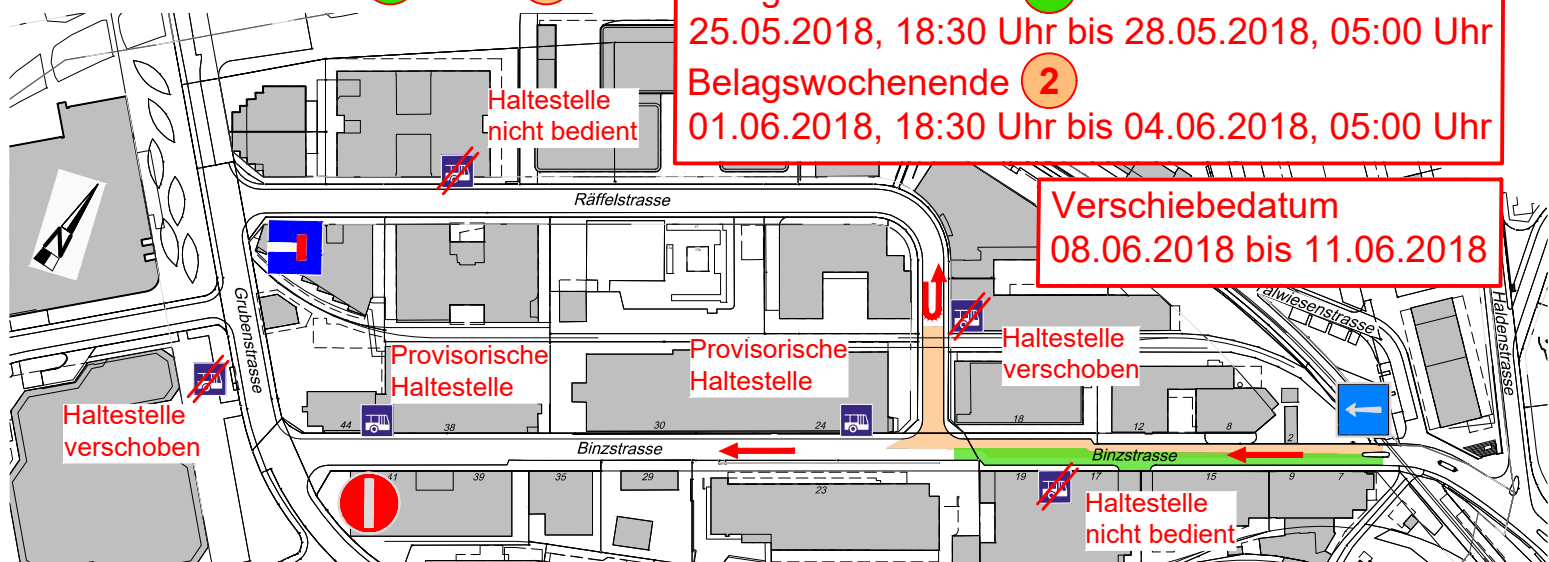 25.05.2018, 18:30 Uhr bis 28.05.2018, 05:00 Uhr
Belagswochenende 2
01.06.2018, 18:30 Uhr bis 04.06.2018, 05:00 Uhr
Verschiebedatum
08.06.2018 bis 11.06.2018
Haltestelle
nicht bedient
Räffelstrasse
N
Grubenstrasse
Haldenstrasse
Provisorische
Haltestelle
Provisorische
Haltestelle
Haltestelle
verschoben
Haltestelle
verschoben
44
38
30
24
18
12
8
2
Binzstrasse
Binzstrasse
41
39
35
29
23
19
17
15
9
7
Haltestelle
nicht bedient